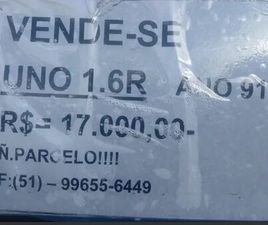 VENDE-SE
UNO 1.6R ANO 91
R$= 17.000,00-
Ñ.PARCELO!!!!
F:(51) - 99655-6449